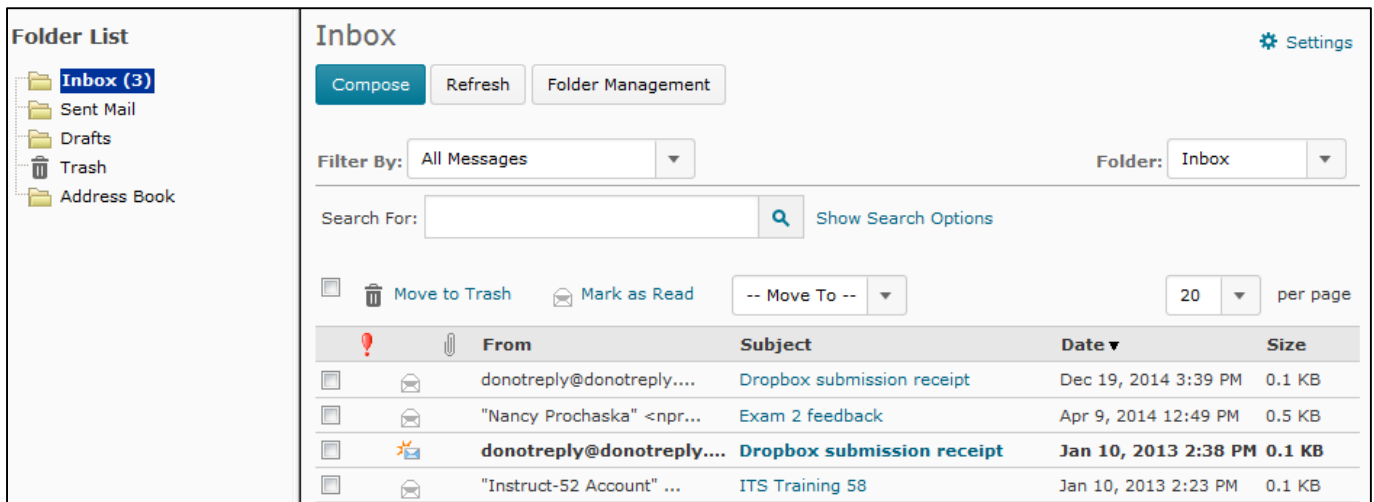 Folder List
Inbox (3)
Sent Mail
Drafts
Trash
Address Book
Inbox
Settings
Compose Refresh Folder Management
Filter By: All Messages Folder: Inbox
Search For: Show Search Options
Move to Trash Mark as Read -- Move To -- 20 per page
From Subject Date Size
donotreply@donotreply.... Dropbox submission receipt Dec 19, 2014 3:39 PM 0.1 KB
"Nancy Prochaska" <npr... Exam 2 feedback Apr 9, 2014 12:49 PM 0.5 KB
donotreply@donotreply.... Dropbox submission receipt Jan 10, 2013 2:38 PM 0.1 KB
"Instruct-52 Account" ... ITS Training 58 Jan 10, 2013 2:23 PM 0.1 KB